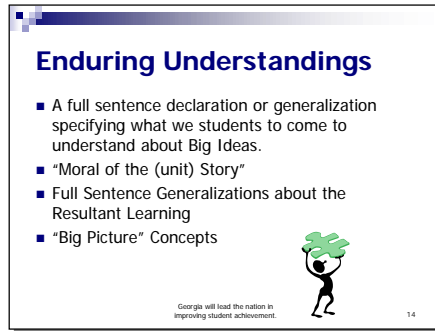 Enduring Understandings
■ A full sentence declaration or generalization
specifying what we students to come to
understand about Big Ideas.
■ "Moral of the (unit) Story"
■ Full Sentence Generalizations about the
Resultant Learning
■ "Big Picture" Concepts
Georgia will lead the nation in
improving student achievement.
14